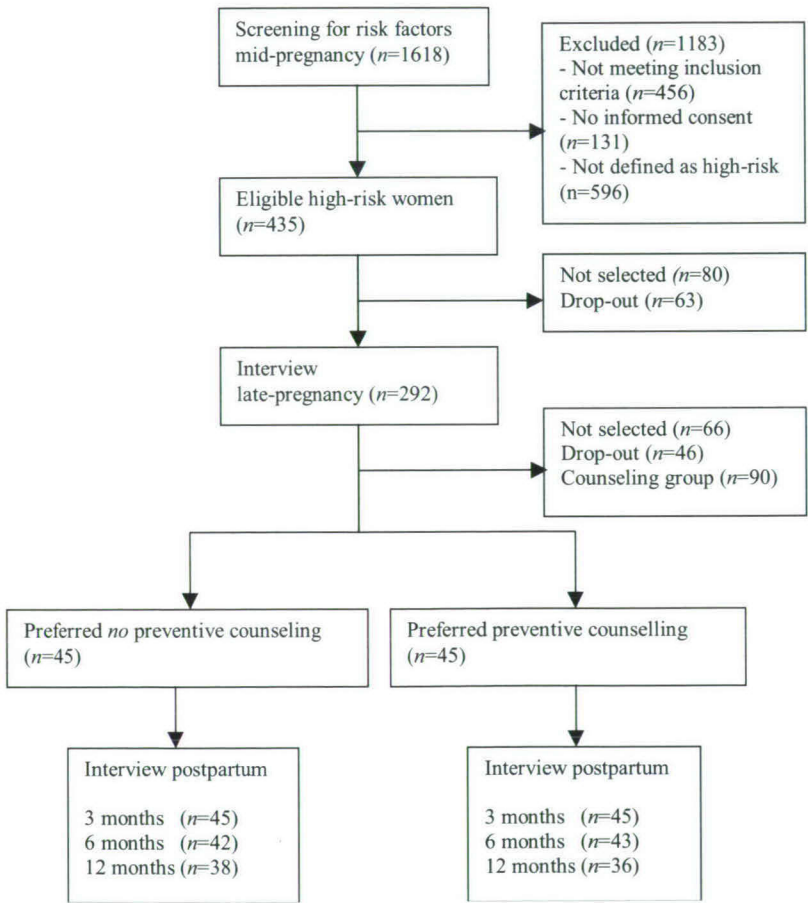 Screening for risk factors
mid-pregnancy (n=1618)
Excluded (n=1183)
- Not meeting inclusion
criteria (n=456)
- No informed consent
(n=131)
- Not defined as high-risk
(n=596)
Eligible high-risk women
(n=435)
Not selected (n=80)
Drop-out (n=63)
Interview
late-pregnancy (n=292)
Not selected (n=66)
Drop-out (n=46)
Counseling group (n=90)
Preferred no preventive counseling
(n=45)
Preferred preventive counselling
(n=45)
Interview postpartum
3 months (n=45)
6 months (n=42)
12 months (n=38)
Interview postpartum
3 months (n=45)
6 months (n=43)
12 months (n=36)